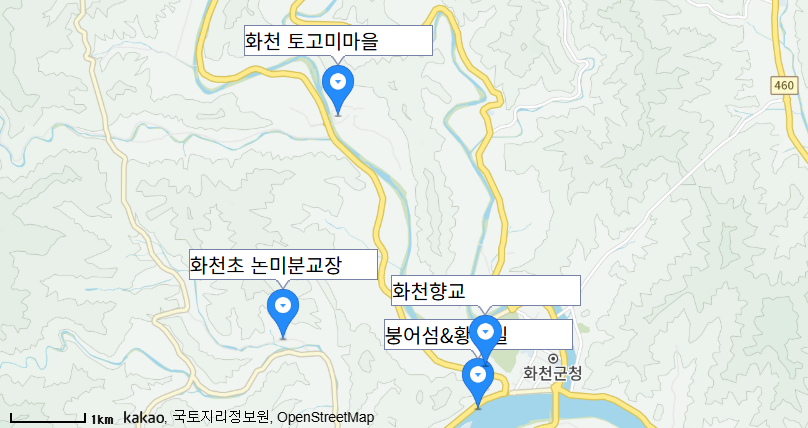 화천 토고미마을
460
화천초 논미분교장
화천향교
붕어섬&황
화천군청
1km kakao, 국토지리정보원, OpenStreetMap